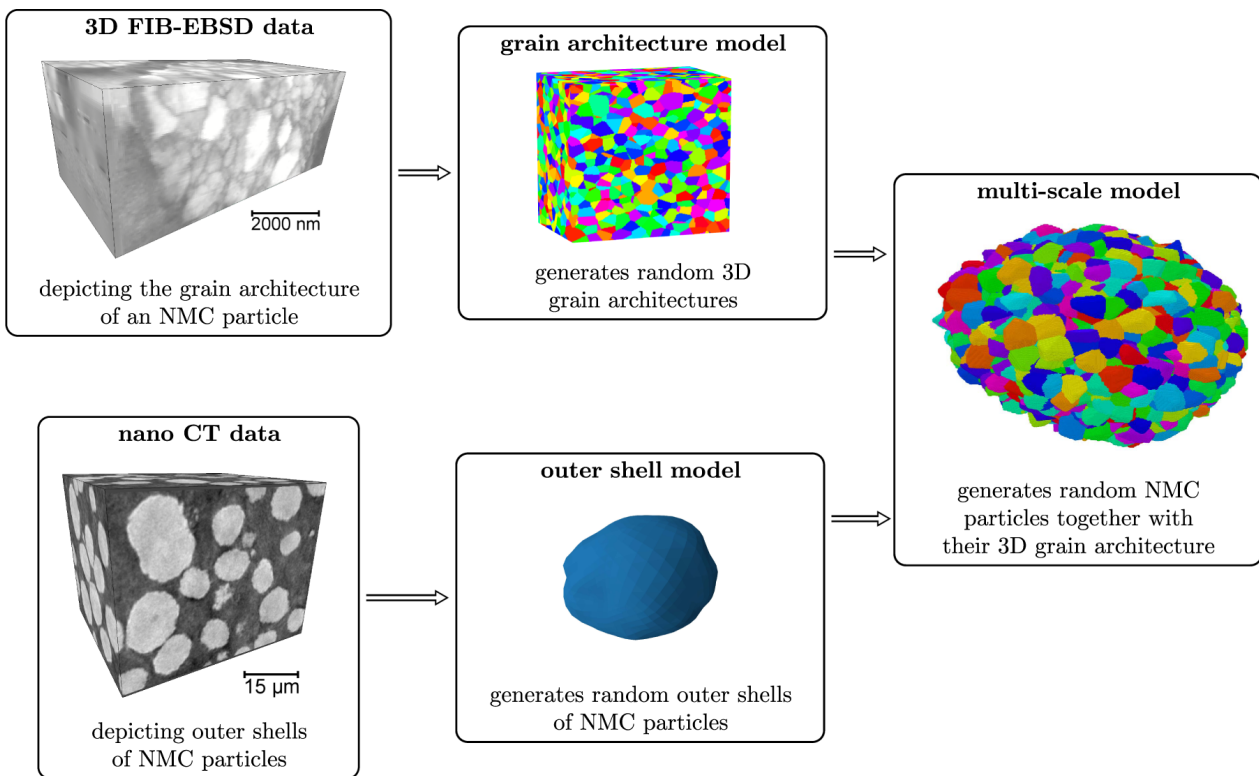 3D FIB-EBSD data
2000 nm
depicting the grain architecture
of an NMC particle
grain architecture model
generates random 3D
grain architectures
nano CT data
15 μm
depicting outer shells
of NMC particles
outer shell model
generates random outer shells
of NMC particles
multi-scale model
generates random NMC
particles together with
their 3D grain architecture